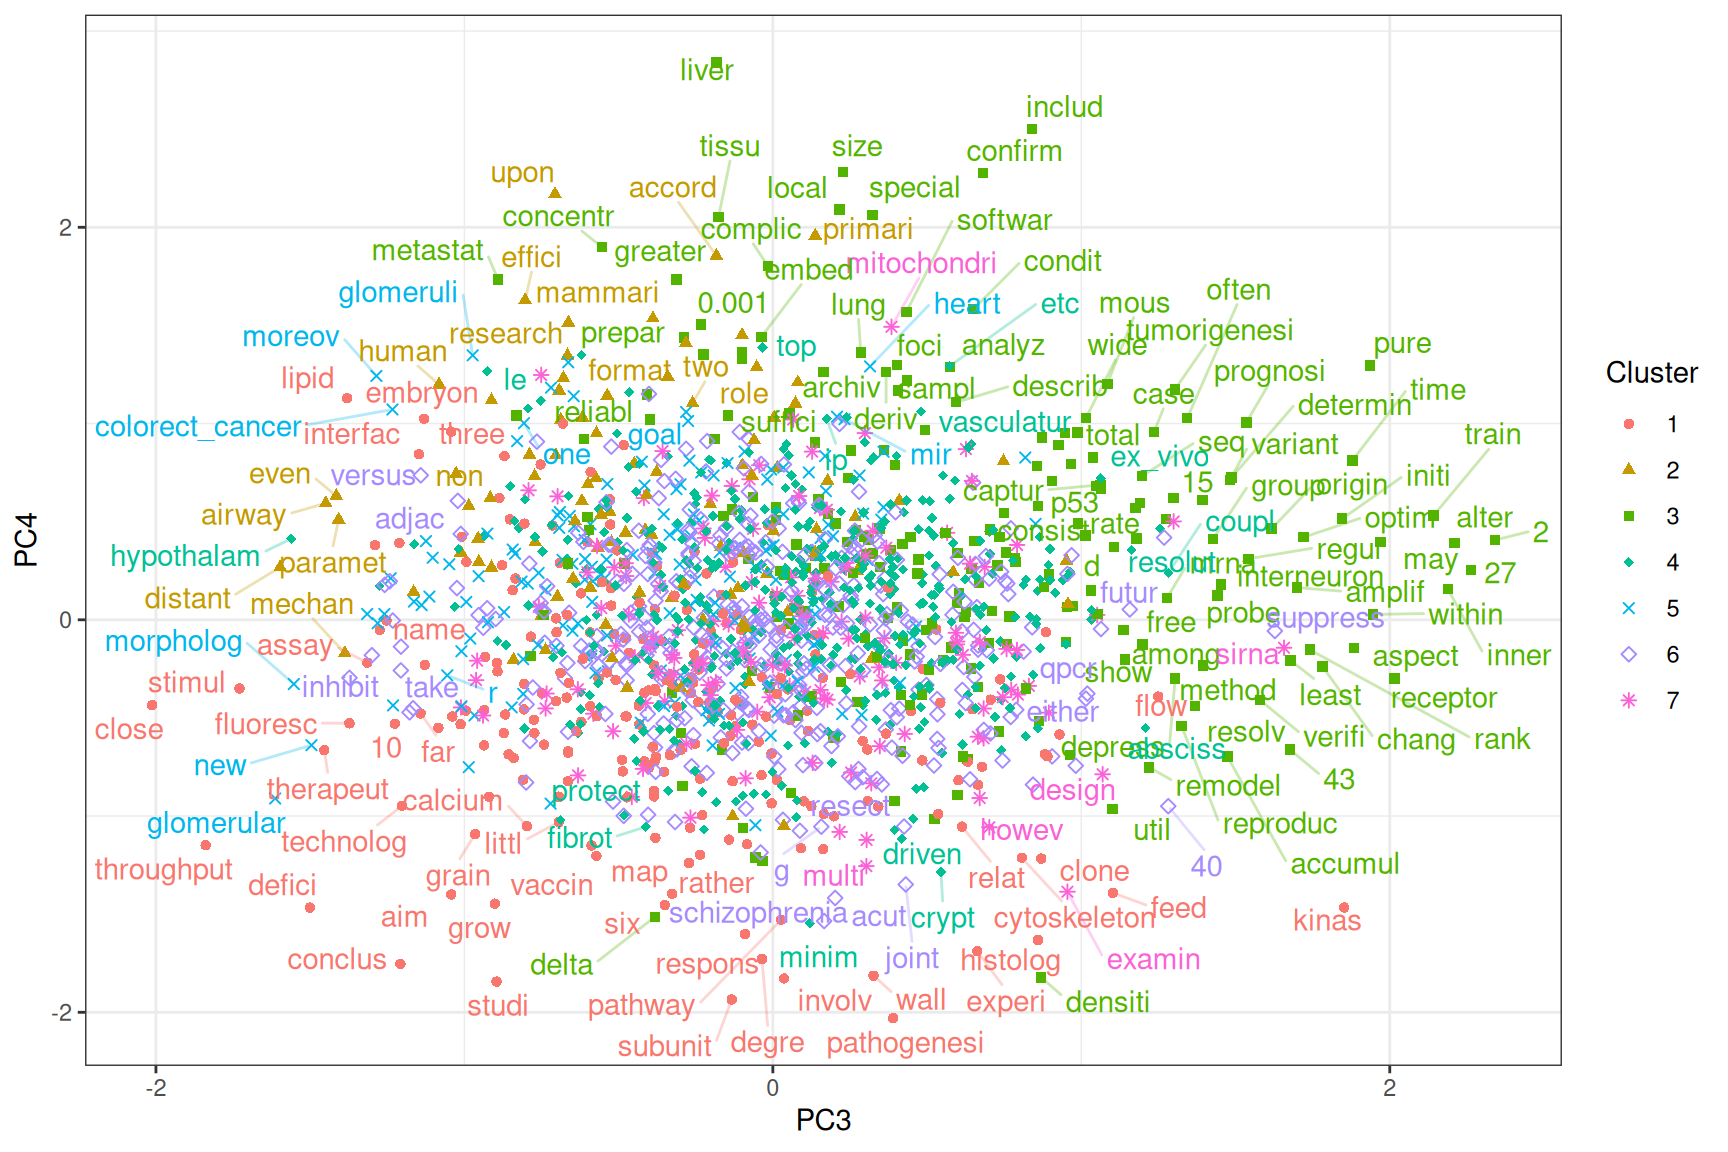 liver
includ
tissu
size
confirm
upon
accord
local
special
concentr
complic
primari
softwar
metastat
effici
greater
embed
mitochondri
condit
glomeruli
mammari
0.001
lung
heart
etc
mous
often
moreov
research
prepar
top
foci
analyz
wide
tumorigenesi
pure
human
lipid
embryon
le
format
two
role
archiv
sampl
describ
case
prognosi
time
colorect_cancer
interfac
three
reliabl
goal
suffici
deriv
vasculatur
total
determin
seq
variant
train
even
versus
non
one
lp
mir
ex_vivo
captur
15
group
origin
initi
airway
adjac
p53
consist
rate
coupl
optim
alter
2
hypothalam
paramet
d
resolut
mrna
regul
may
27
distant
mechan
futur
interneuron
amplif
morpholog
assay
name
free
probe
suppress
within
stimul
inhibit
take
r
qpcr
show
among
sirna
aspect
inner
close
fluoresc
10
far
either
flow
method
least
receptor
new
depress
absciss
resolv
verifi
chang
rank
therapeut
calcium
protect
resect
design
remodel
43
glomerular
technolog
littl
fibrot
howev
util
reproduc
throughput
defici
grain
vaccin
map
rather
g
multi
driven
relat
clone
40
accumul
aim
grow
six
schizophrenia
acut
crypt
cytoskeleton
feed
kinas
conclus
studi
delta
respons
minim
joint
histolog
examin
pathway
involv
wall
experi
densiti
subunit
degre
pathogenesi
2
0
-2
-2
0
2
PC3
PC4
Cluster
1
2
3
4
5
6
7